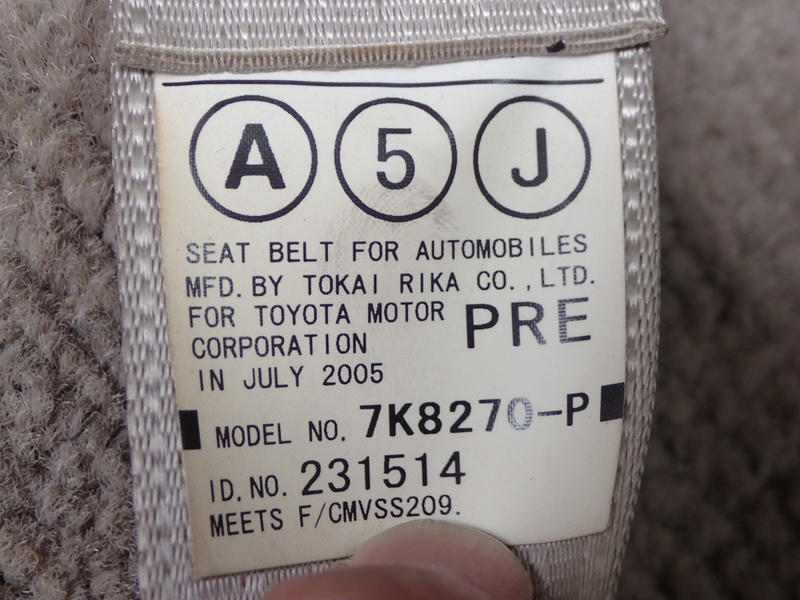 A 5 J
SEAT BELT FOR AUTOMOBILES
MFD. BY TOKAI RIKA CO., LTD.
FOR TOYOTA MOTOR
CORPORATION
PRE
IN JULY 2005
MODEL NO. 7K8270-P
ID. NO. 231514
MEETS F/CMVSS209.